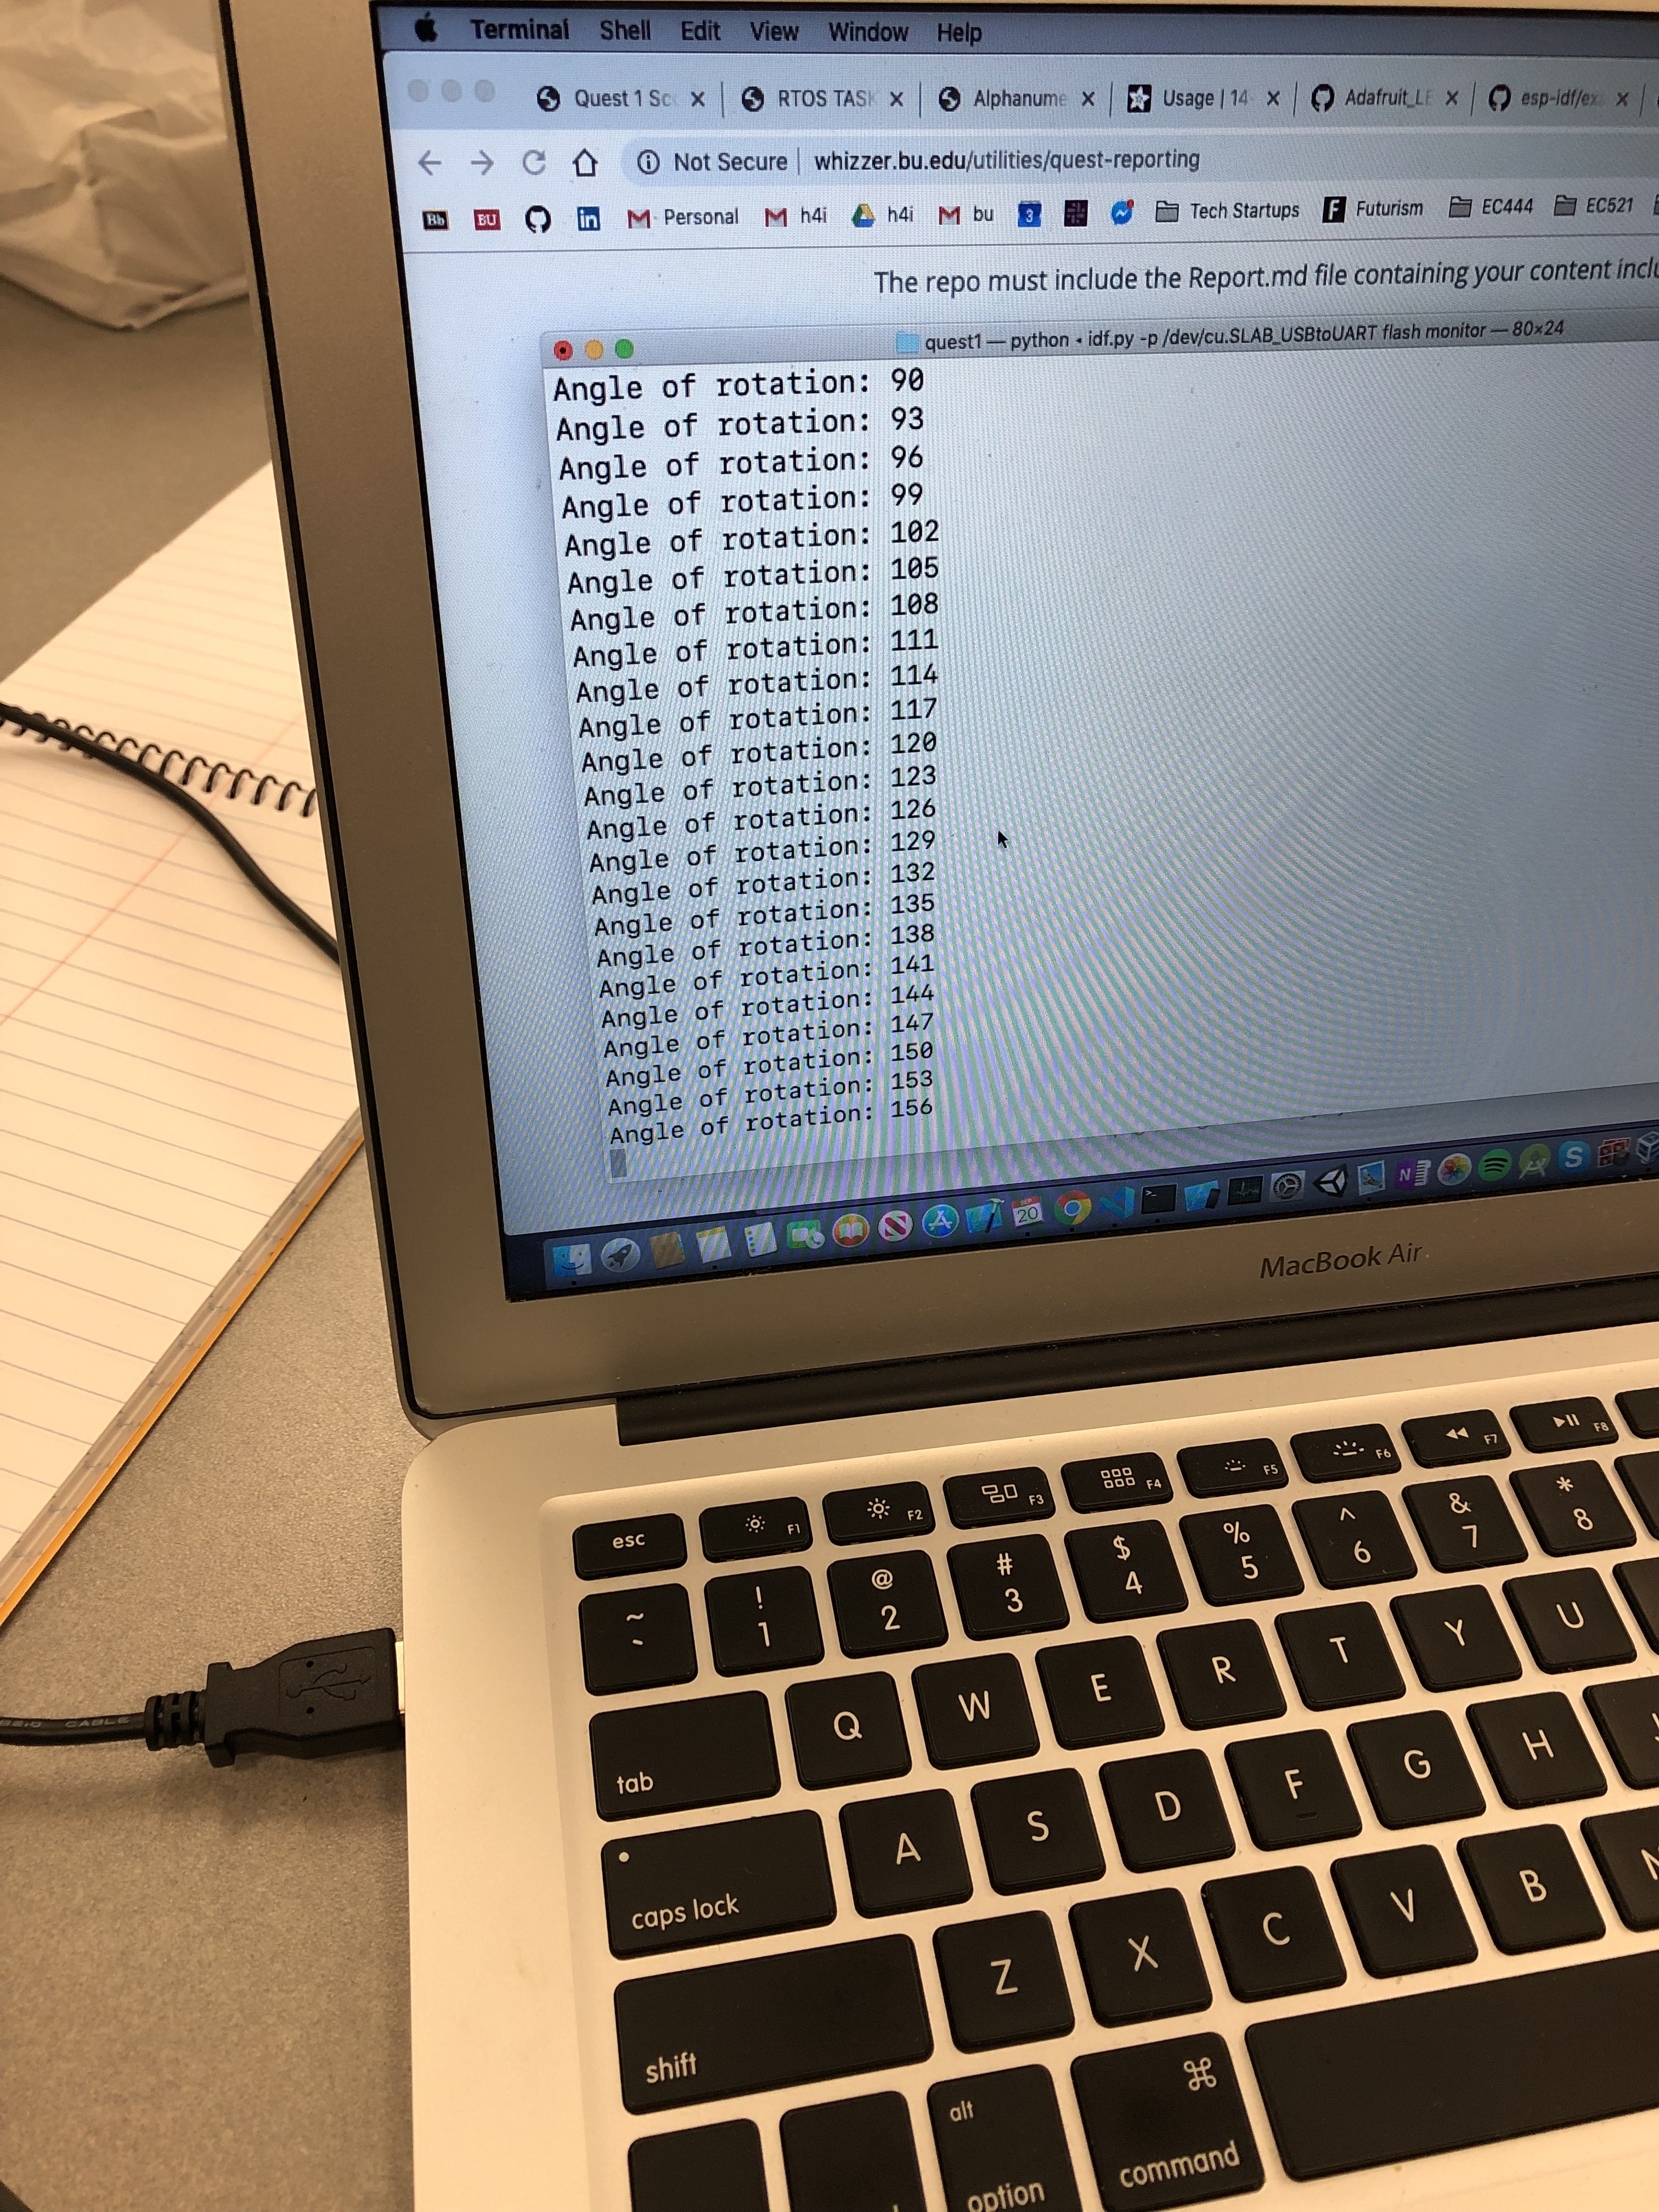 Terminal Shell Edit View Window Help
Quest 1 Sc RTOS TASK Alphanume Usage | 14 Adafruit_LE esp-idf/ex
Not Secure whizzer.bu.edu/utilities/quest-reporting
Bb BU in Personal h4i h4i bu 3 Tech Startups F Futurism EC444 EC521
The repo must include the Report.md file containing your content inclu
quest1 — python • idf.py -p /dev/cu.SLAB_USBtoUART flash monitor — 80×24
Angle of rotation: 90
Angle of rotation: 93
Angle of rotation: 96
Angle of rotation: 99
Angle of rotation: 102
Angle of rotation: 105
Angle of rotation: 108
Angle of rotation: 111
Angle of rotation: 114
Angle of rotation: 117
Angle of rotation: 120
Angle of rotation: 123
Angle of rotation: 126
Angle of rotation: 129
Angle of rotation: 132
Angle of rotation: 135
Angle of rotation: 138
Angle of rotation: 141
Angle of rotation: 144
Angle of rotation: 147
Angle of rotation: 150
Angle of rotation: 153
Angle of rotation: 156
20 N S
MacBook Air
esc F1 F2 F3 F4 F5 F6 F7 F8
~ ! @ # $ % ^ & *
` 1 2 3 4 5 6 7 8
tab Q W E R T Y U
caps lock A S D F G H
shift Z X C V B N
alt option ⌘ command
CABLE